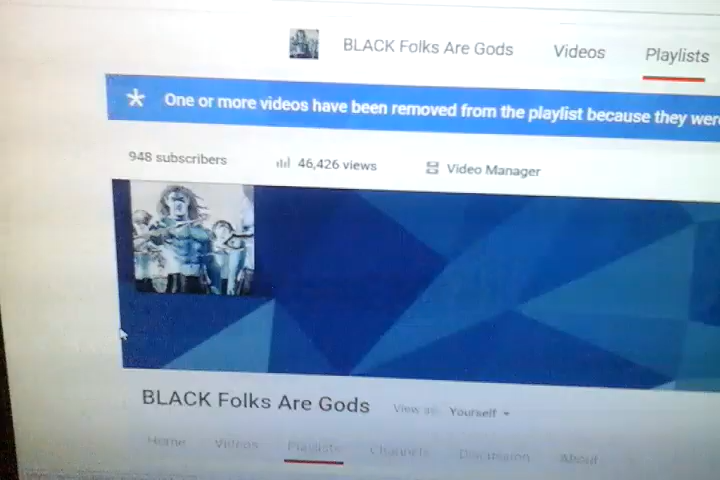 BLACK Folks Are Gods Videos Playlists
One or more videos have been removed from the playlist because they were
948 subscribers 46,426 views Video Manager
BLACK Folks Are Gods View as: Yourself
Home Videos Playlists Channels Discussion About